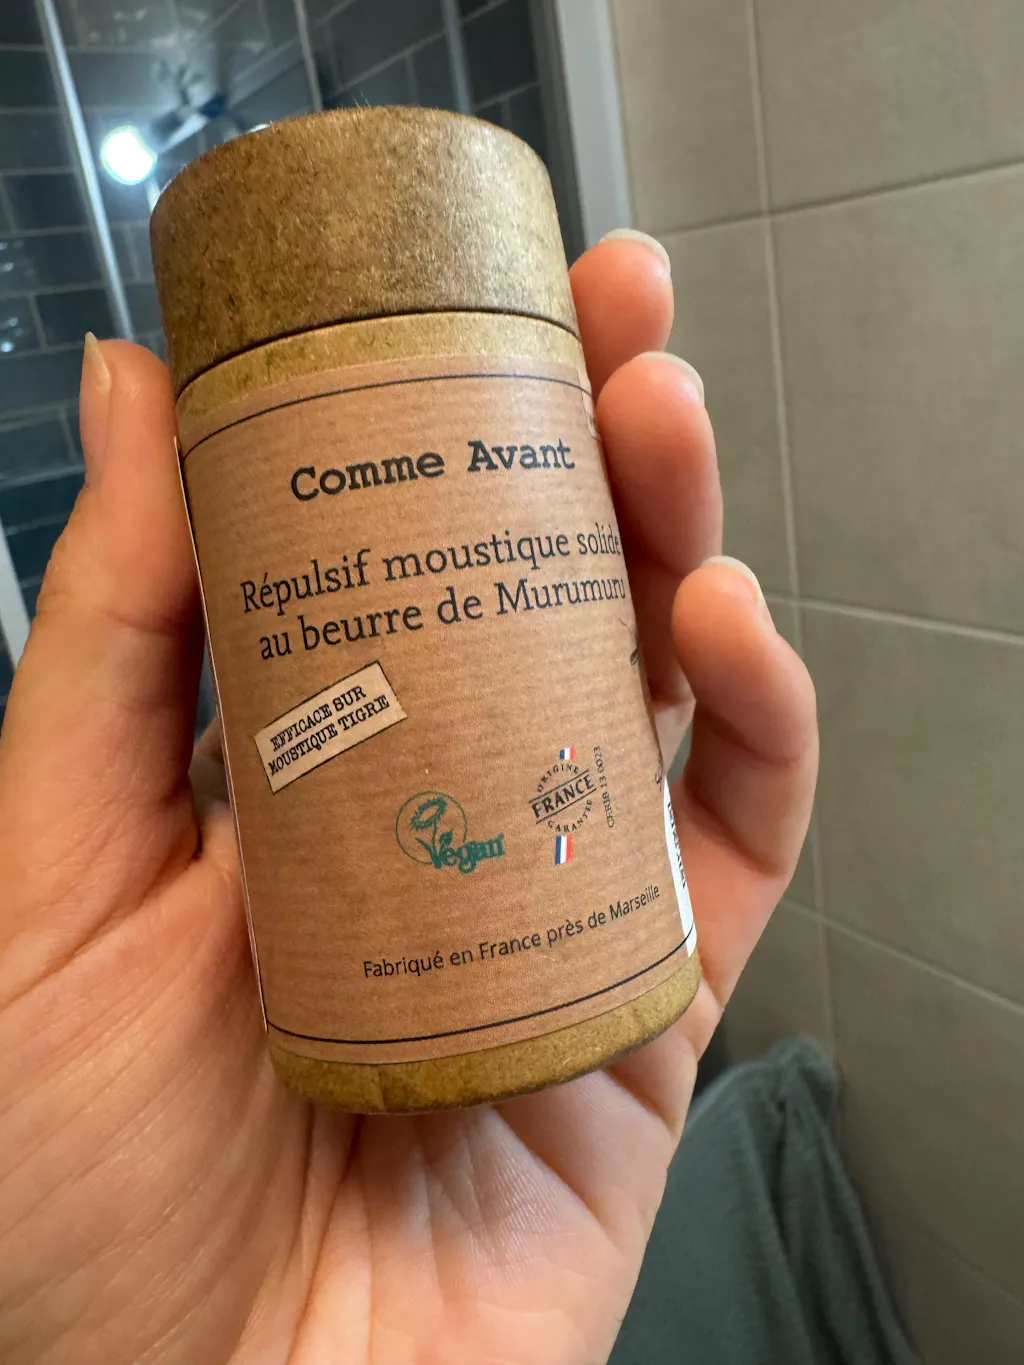 Comme Avant
Répulsif moustique solide
au beurre de Murumuru
EFFICACE SUR
MOUSTIQUE TIGRE
Vegan
ORIGINE
FRANCE
GARANTIE
Fabriqué en France près de Marseille